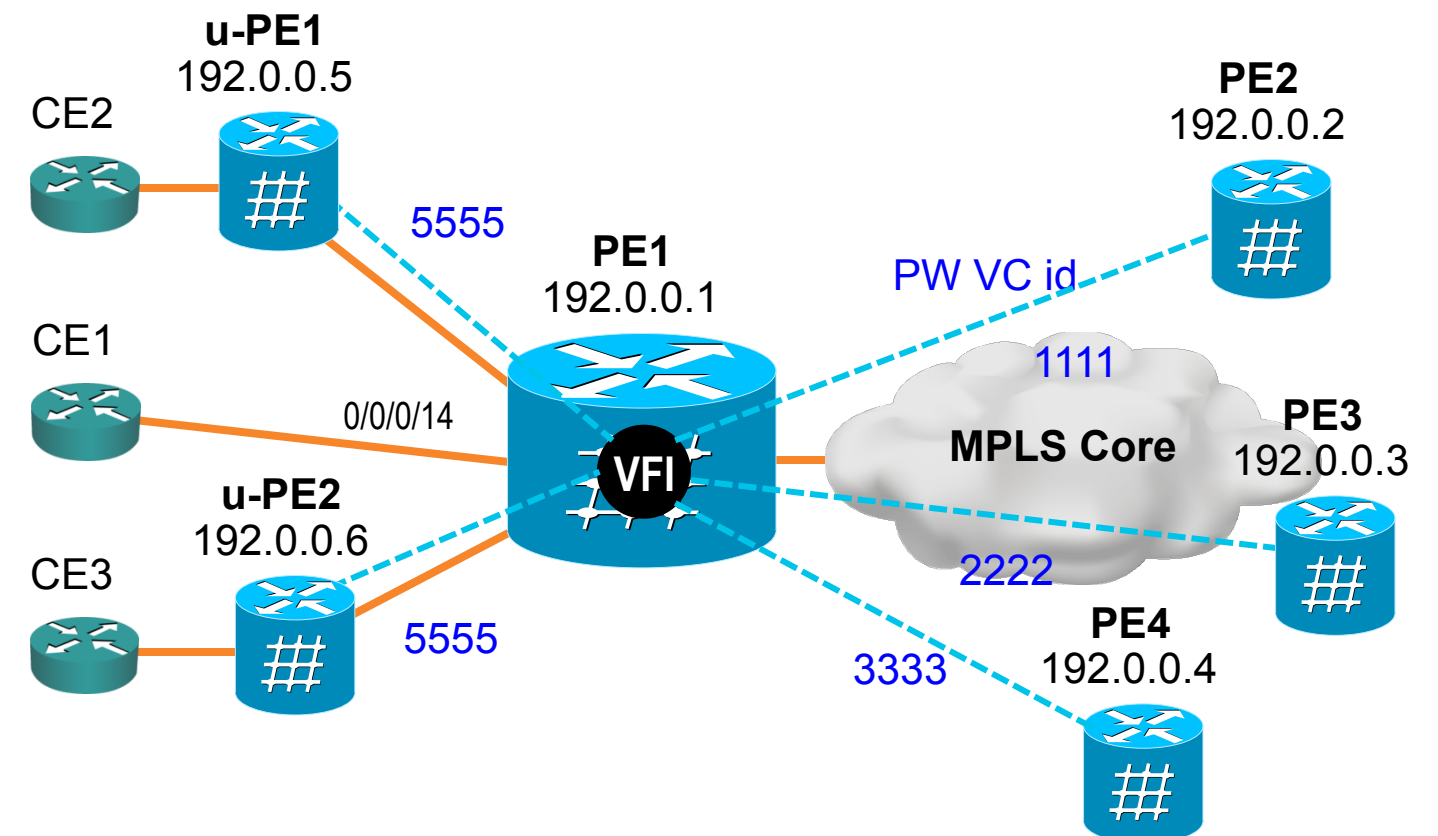 u-PE1
192.0.0.5
CE2
PE2
192.0.0.2
5555
PE1
192.0.0.1
PW VC id
CE1
0/0/0/14
1111
MPLS Core
PE3
192.0.0.3
VFI
u-PE2
192.0.0.6
CE3
2222
5555
PE4
192.0.0.4
3333